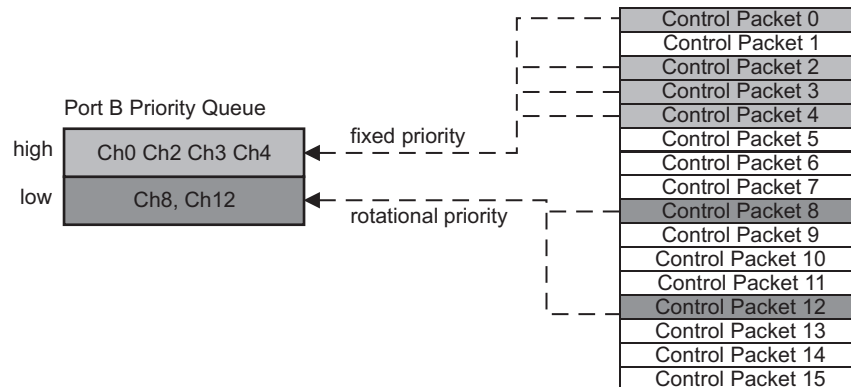 Port B Priority Queue
high
Ch0 Ch2 Ch3 Ch4
low
Ch8, Ch12
fixed priority
rotational priority
Control Packet 0
Control Packet 1
Control Packet 2
Control Packet 3
Control Packet 4
Control Packet 5
Control Packet 6
Control Packet 7
Control Packet 8
Control Packet 9
Control Packet 10
Control Packet 11
Control Packet 12
Control Packet 13
Control Packet 14
Control Packet 15